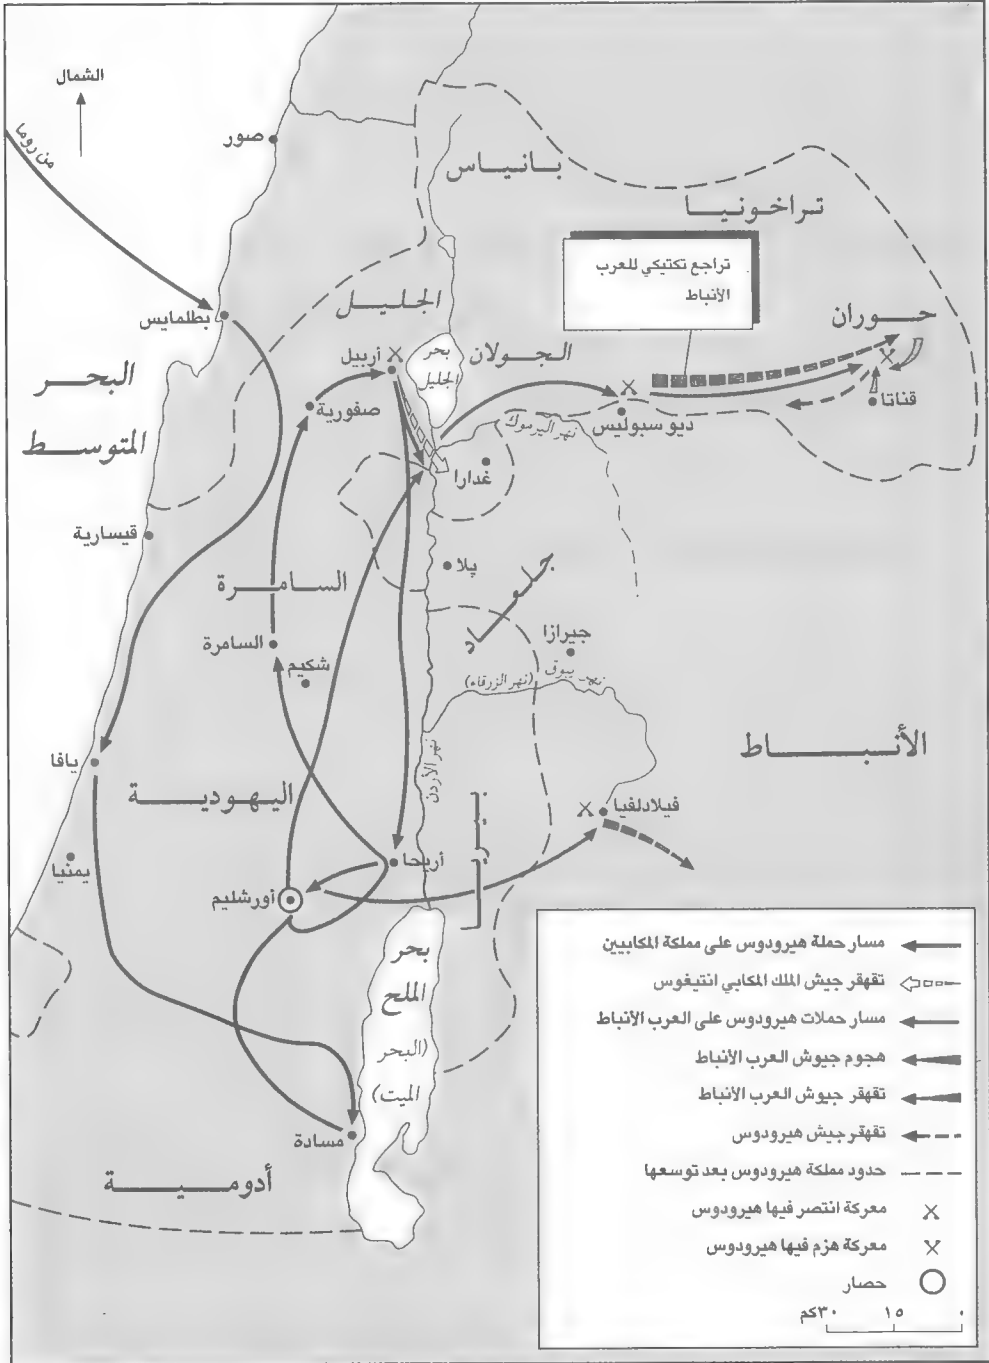 الشمال
من روما
صور
بانياس
تراخونيا
تراجع تكتيكي للعرب
الأنباط
حوران
الجليل
بطلمايس
الجولان
أربيل
بحر
الجليل
البحر
المتوسط
صفورية
قناتا
ديوسبوليس
نهر اليرموك
غدارا
قيسارية
پلا
جلعاد
السامرة
السامرة
شكيم
جيرازا
نهر يبوق
(نهر الزرقاء)
الأنباط
يافا
نهر الأردن
اليهودية
بيريا
فيلادلفيا
يمنيا
أريحا
أورشليم
بحر
الملح
(البحر
الميت)
مسادة
أدومية
مسار حملة هيرودوس على مملكة المكابيين
تقهقر جيش الملك المكابي انتيغوس
مسار حملات هيرودوس على العرب الأنباط
هجوم جيوش العرب الأنباط
تقهقر جيوش العرب الأنباط
تقهقر جيش هيرودوس
حدود مملكة هيرودوس بعد توسعها
معركة انتصر فيها هيرودوس
معركة هزم فيها هيرودوس
حصار
٠ ١٥ ٣٠كم